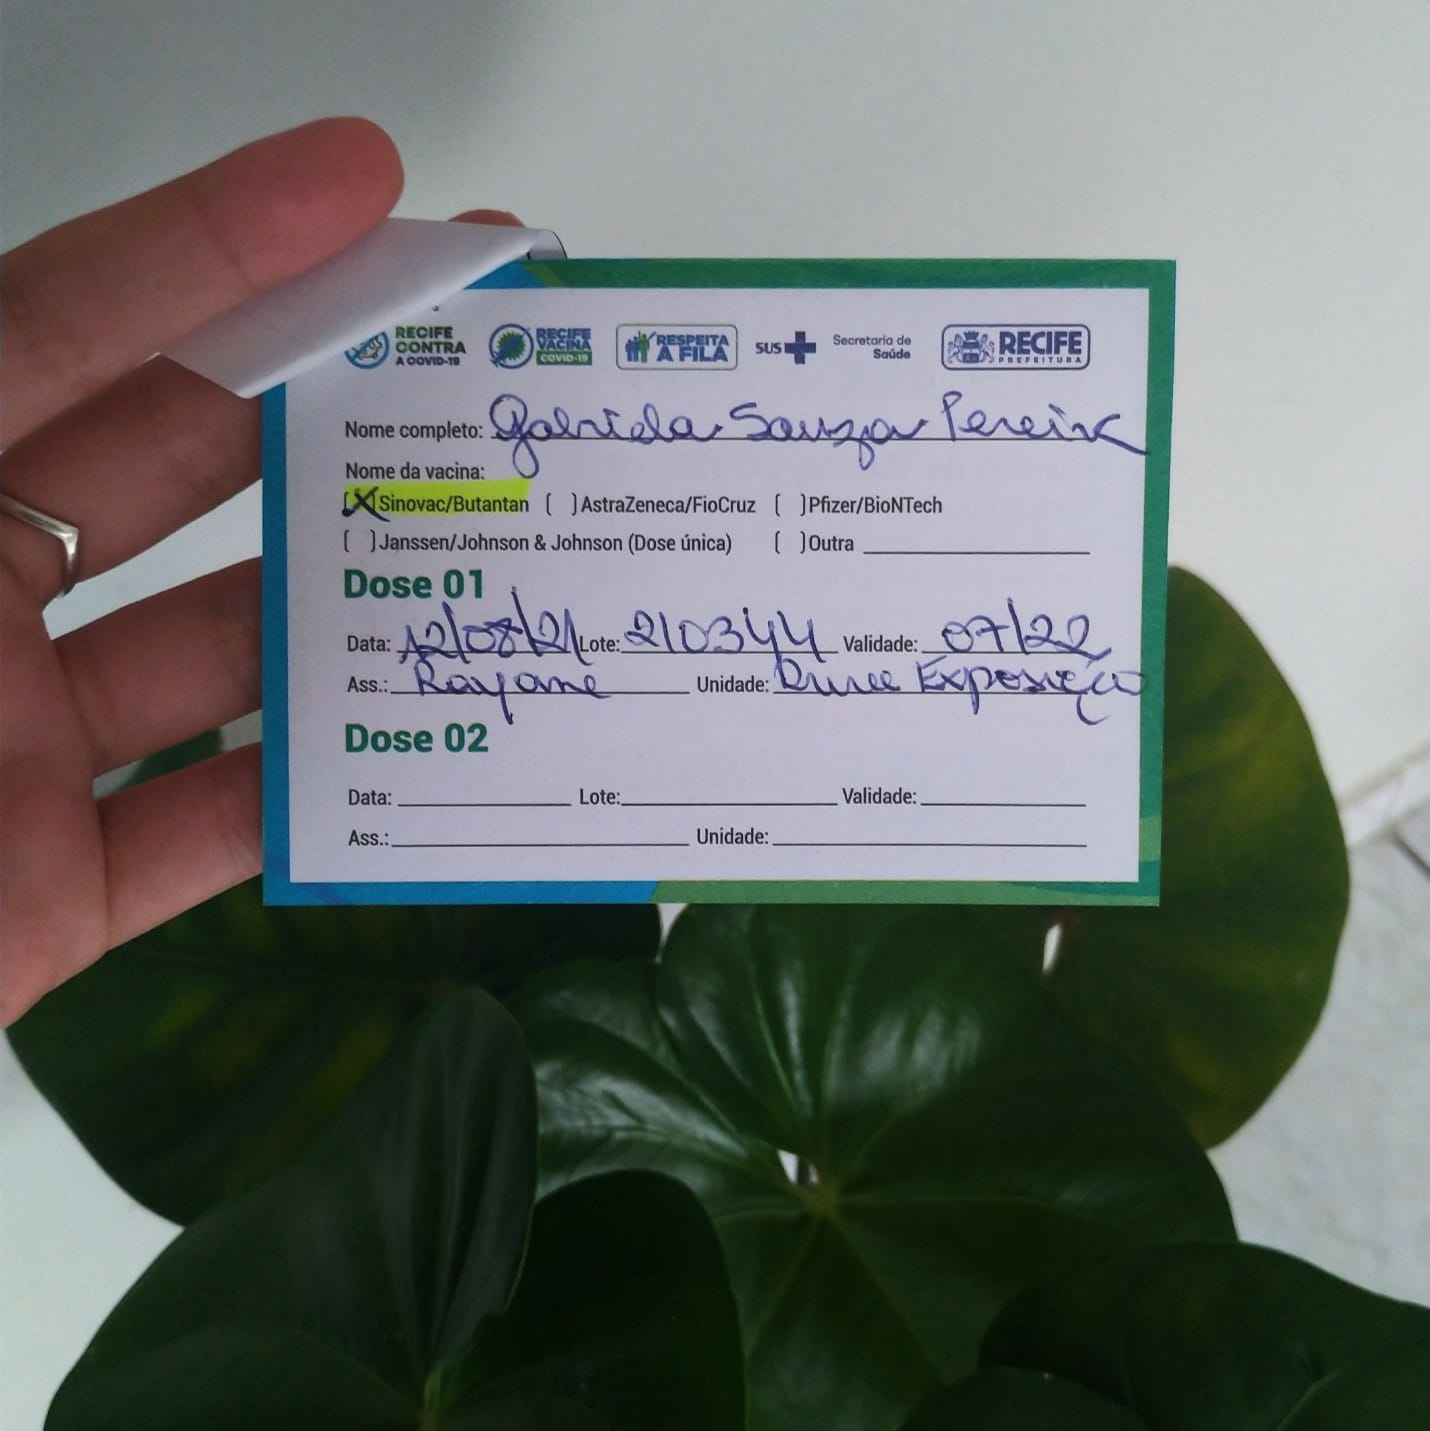 RECIFE CONTRA A COVID-19 RECIFE VACINA COVID-19 RESPEITA A FILA SUS Secretaria de Saúde RECIFE PREFEITURA
Nome completo: Gabriela Souza Pereira
Nome da vacina:
(X) Sinovac/Butantan ( ) AstraZeneca/FioCruz ( ) Pfizer/BioNTech
( ) Janssen/Johnson & Johnson (Dose única) ( ) Outra
Dose 01
Data: 12/08/21 Lote: 210344 Validade: 07/22
Ass.: Rayane Unidade: Exposição
Dose 02
Data: Lote: Validade:
Ass.: Unidade: